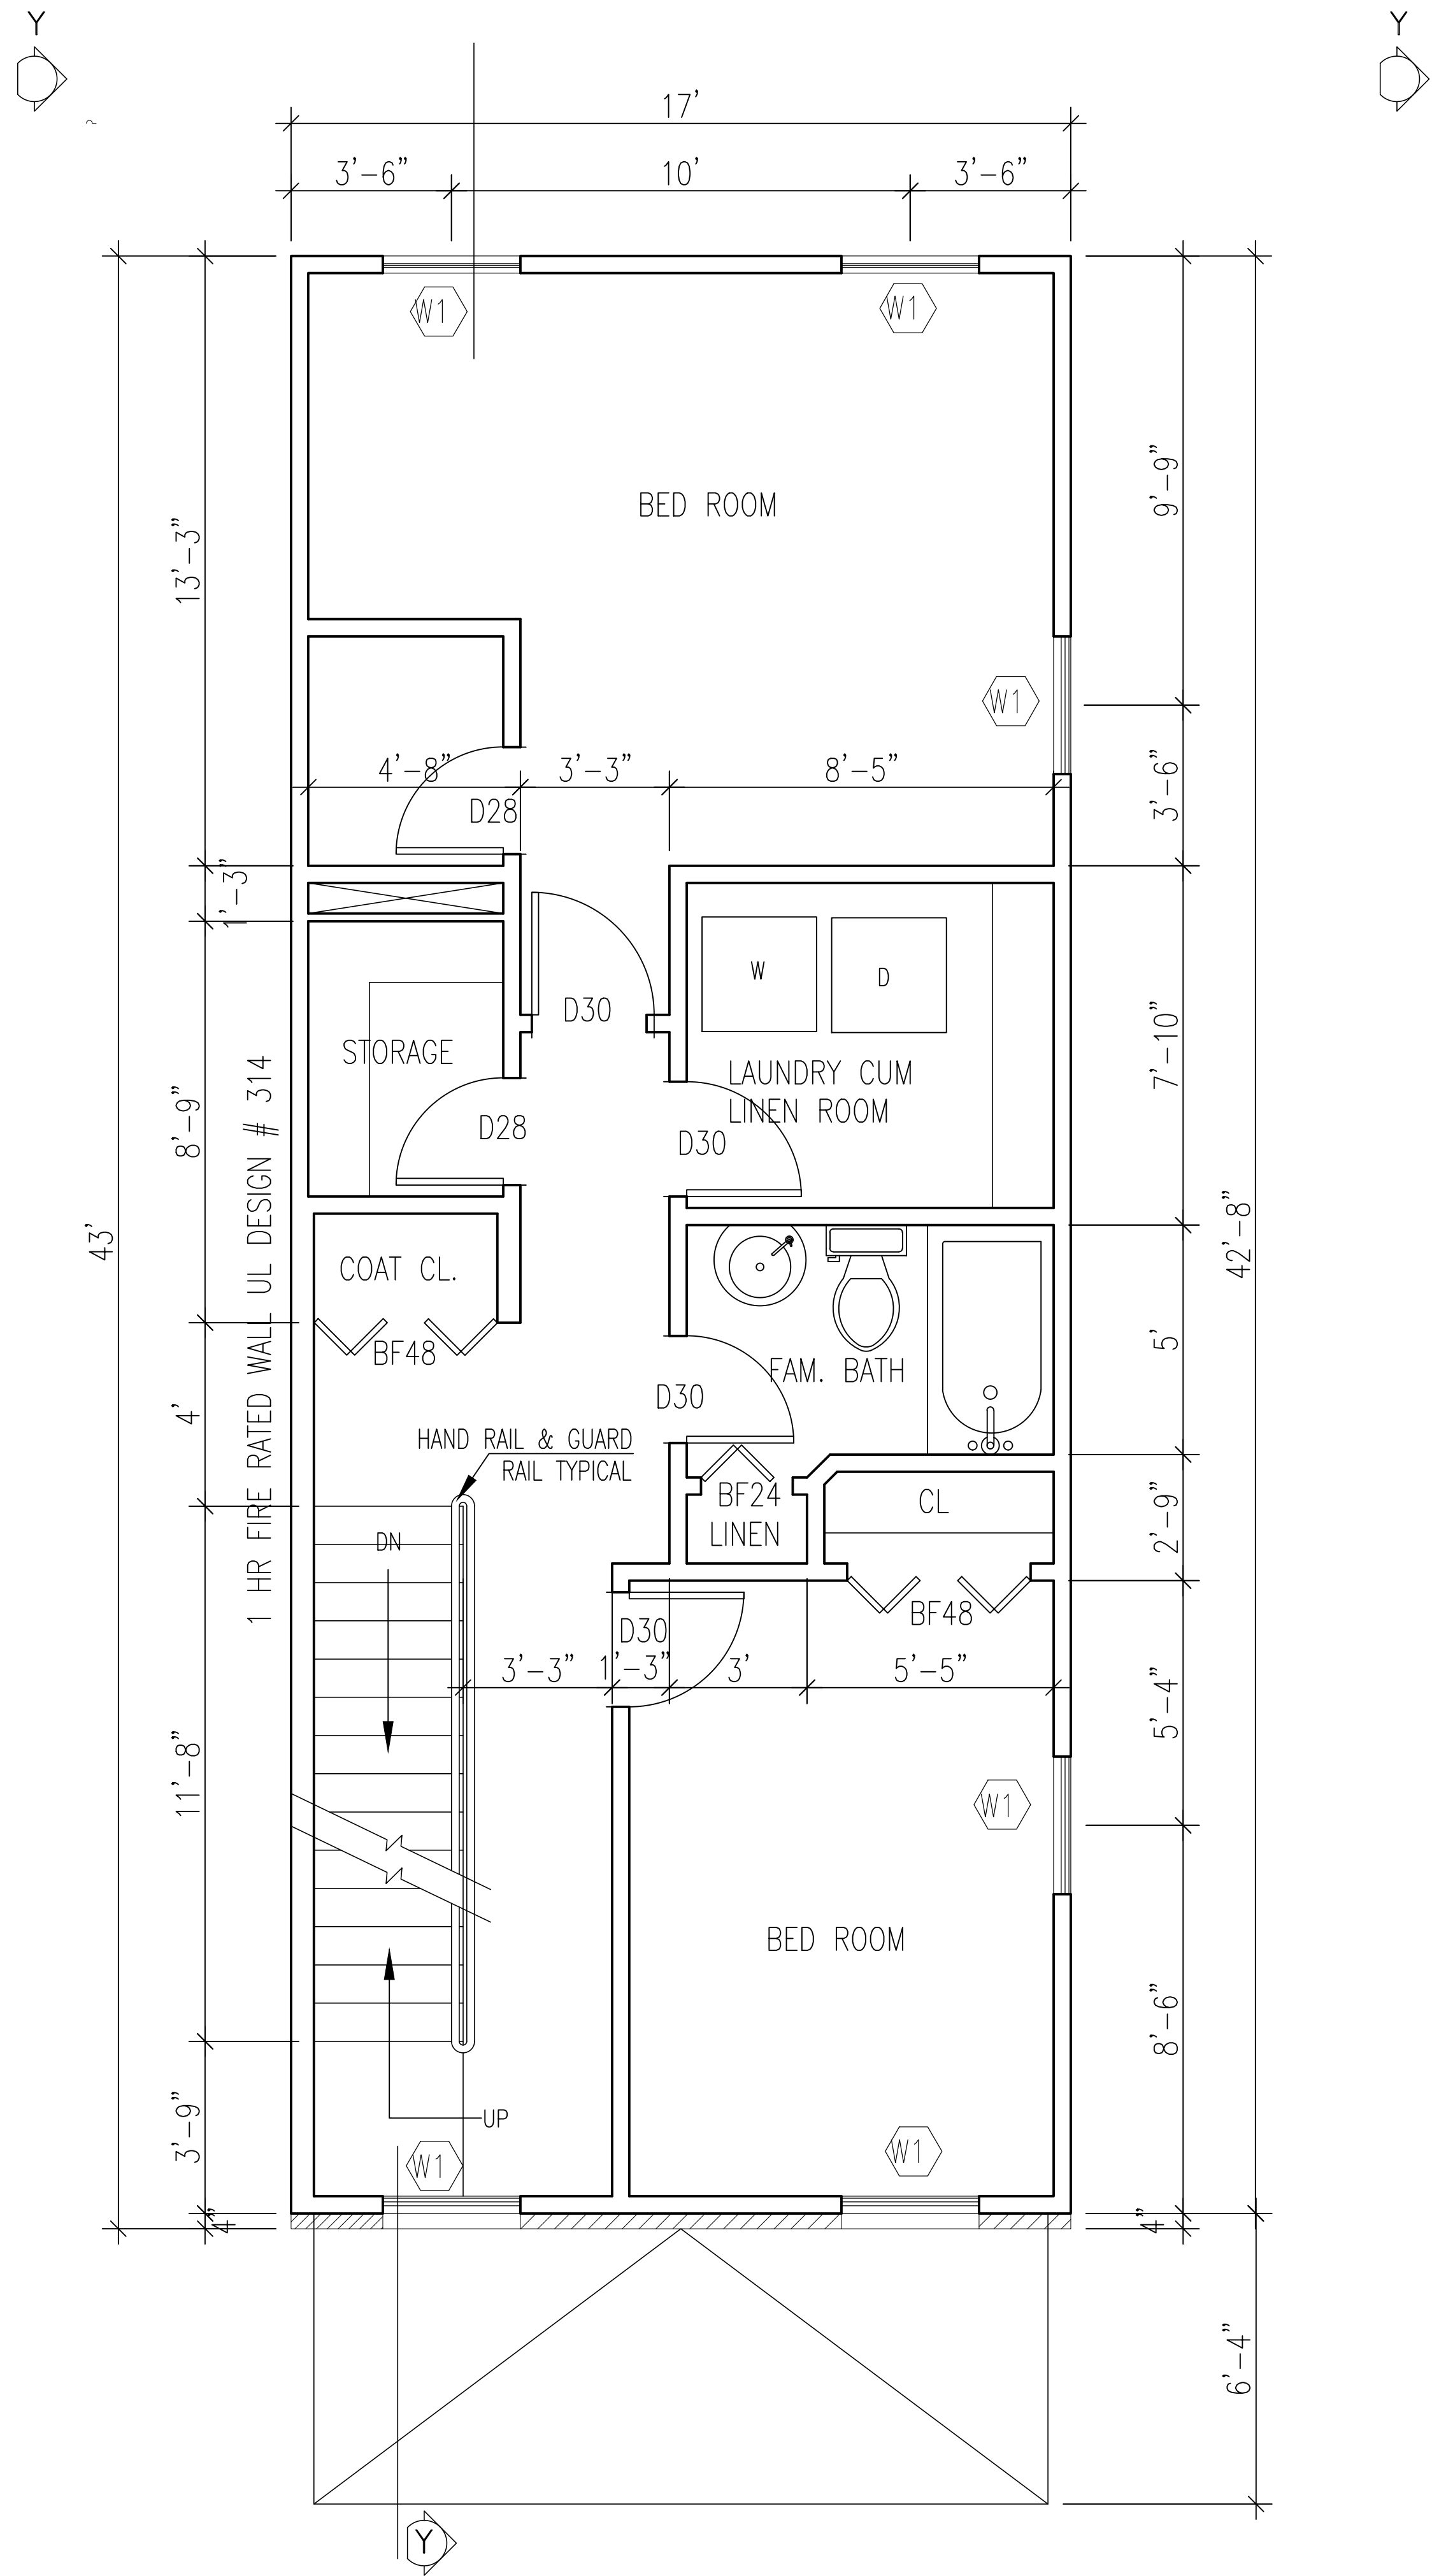 Y
Y
17'
3'-6"
10'
3'-6"
W1
W1
BED ROOM
9'-9"
13'-3"
W1
4'-8"
3'-3"
8'-5"
3'-6"
D28
1'-3"
W
D
D30
STORAGE
LAUNDRY CUM
LINEN ROOM
7'-10"
8'-9"
D28
D30
1 HR FIRE RATED WALL UL DESIGN # 314
43'
42'-8"
COAT CL.
BF48
FAM. BATH
5'
D30
4'
HAND RAIL & GUARD
RAIL TYPICAL
BF24
LINEN
CL
2'-9"
DN
BF48
D30
3'-3"
1'-3"
3'
5'-5"
5'-4"
11'-8"
W1
BED ROOM
8'-6"
UP
3'-9"
W1
W1
4"
4"
6'-4"
Y